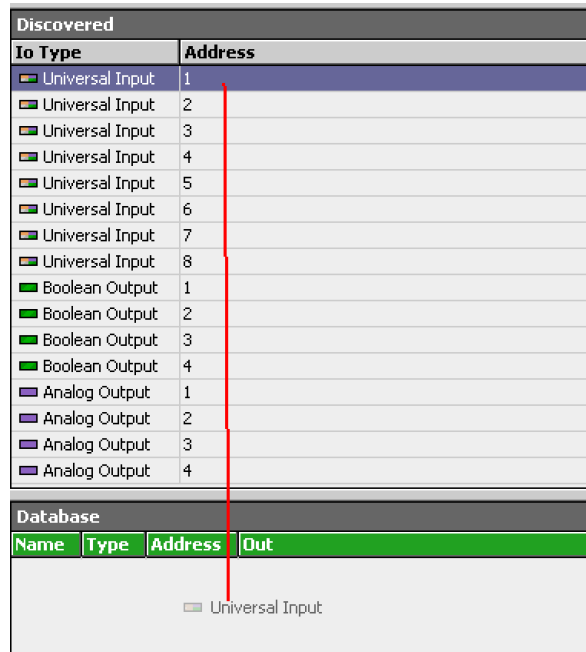 Discovered
Io Type Address
Universal Input 1
Universal Input 2
Universal Input 3
Universal Input 4
Universal Input 5
Universal Input 6
Universal Input 7
Universal Input 8
Boolean Output 1
Boolean Output 2
Boolean Output 3
Boolean Output 4
Analog Output 1
Analog Output 2
Analog Output 3
Analog Output 4
Database
Name Type Address Out
Universal Input